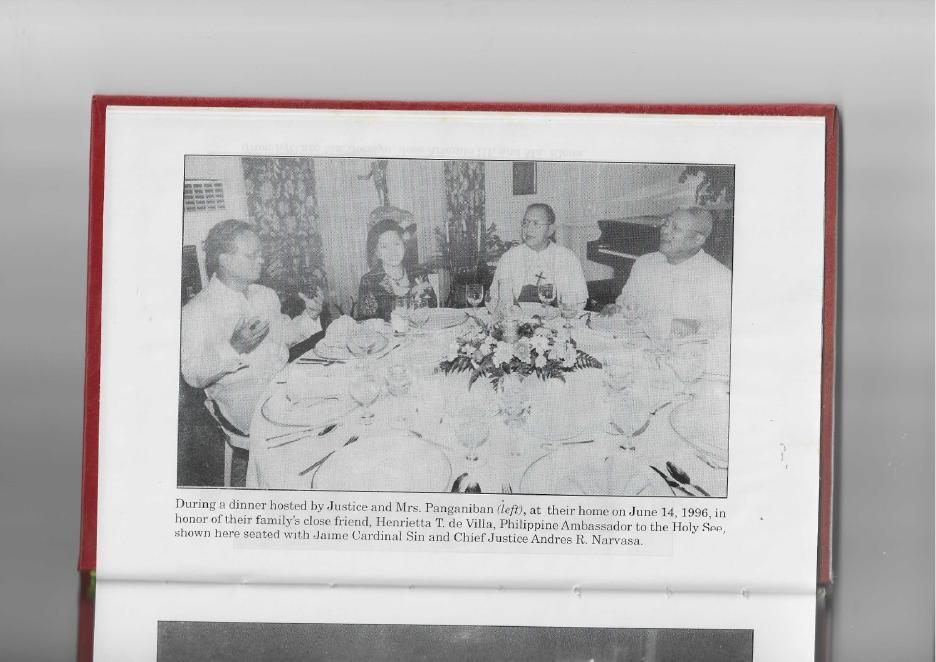 During a dinner hosted by Justice and Mrs. Panganiban (left), at their home on June 14, 1996, in
honor of their family's close friend, Henrietta T. de Villa, Philippine Ambassador to the Holy See,
shown here seated with Jaime Cardinal Sin and Chief Justice Andres R. Narvasa.